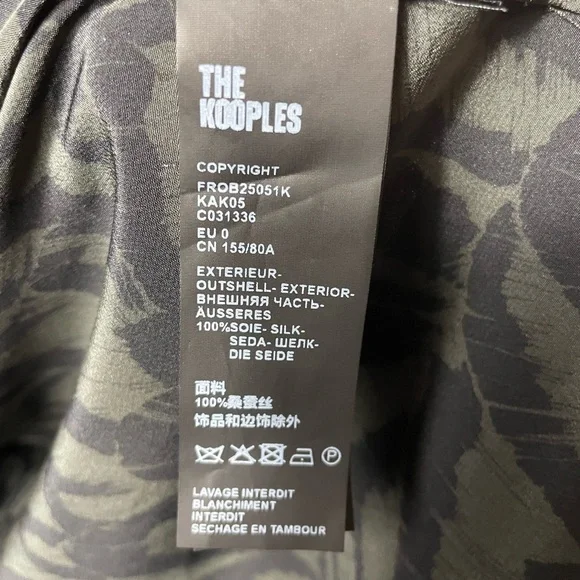 THE
KOOPLES
COPYRIGHT
FROB25051K
KAK05
C031336
EU 0
CN 155/80A
EXTERIEUR-
OUTSHELL- EXTERIOR-
ВНЕШНЯЯ ЧАСТЬ-
ÄUSSERES
100%SOIE- SILK-
SEDA- ШЕЛК-
DIE SEIDE
面料
100%桑蚕丝
饰品和边饰除外
LAVAGE INTERDIT
BLANCHIMENT
INTERDIT
SECHAGE EN TAMBOUR